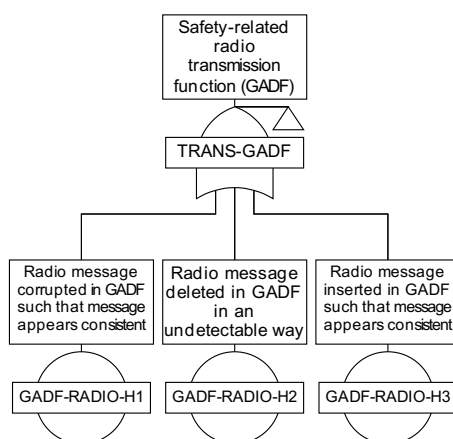 Safety-related
radio
transmission
function (GADF)
TRANS-GADF
Radio message
corrupted in GADF
such that message
appears consistent
Radio message
deleted in GADF
in an
undetectable way
Radio message
inserted in GADF
such that message
appears consistent
GADF-RADIO-H1
GADF-RADIO-H2
GADF-RADIO-H3